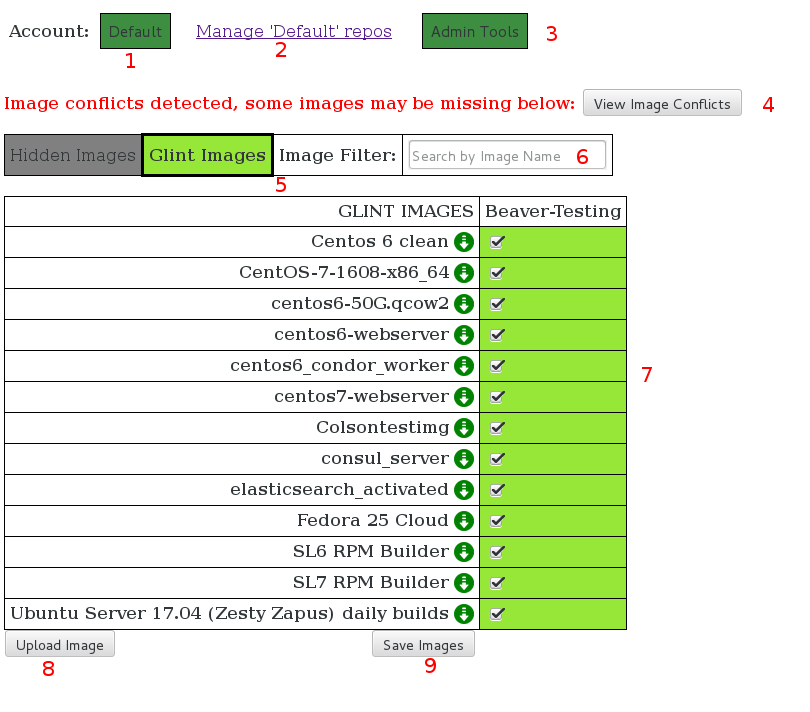 Account: Default Manage 'Default' repos Admin Tools 3
1 2
Image conflicts detected, some images may be missing below: View Image Conflicts 4
Hidden Images Glint Images Image Filter: Search by Image Name 6
5
GLINT IMAGES Beaver-Testing
Centos 6 clean
CentOS-7-1608-x86_64
centos6-50G.qcow2
centos6-webserver
centos6_condor_worker
7
centos7-webserver
Colsontestimg
consul_server
elasticsearch_activated
Fedora 25 Cloud
SL6 RPM Builder
SL7 RPM Builder
Ubuntu Server 17.04 (Zesty Zapus) daily builds
Upload Image Save Images
8 9